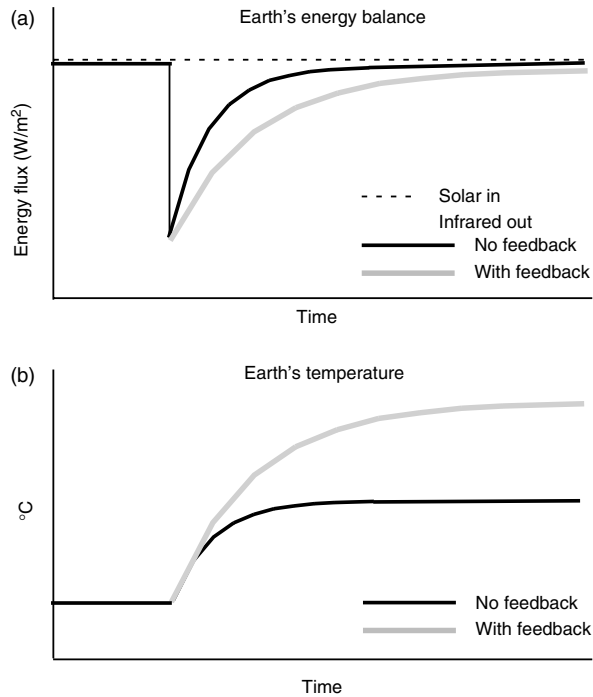 (a)
Earth's energy balance
Energy flux (W/m²)
Solar in
Infrared out
No feedback
With feedback
Time
(b)
Earth's temperature
°C
No feedback
With feedback
Time